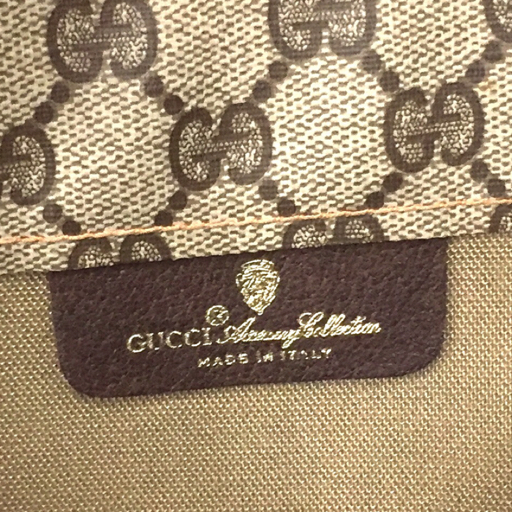 GUCCI ® Accessory Collection
MADE IN ITALY